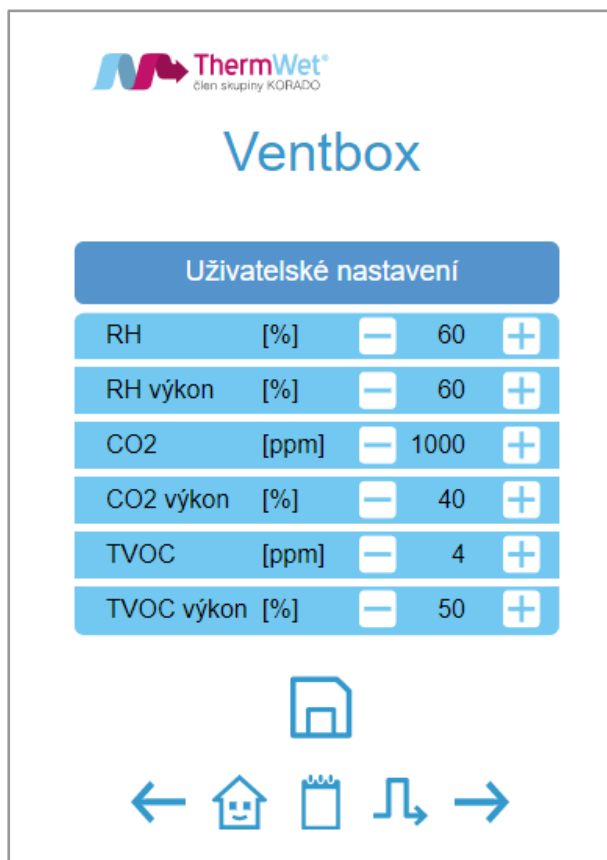 ThermWet®
člen skupiny KORADO
Ventbox
Uživatelské nastavení
RH [%] 60
RH výkon [%] 60
CO2 [ppm] 1000
CO2 výkon [%] 40
TVOC [ppm] 4
TVOC výkon [%] 50